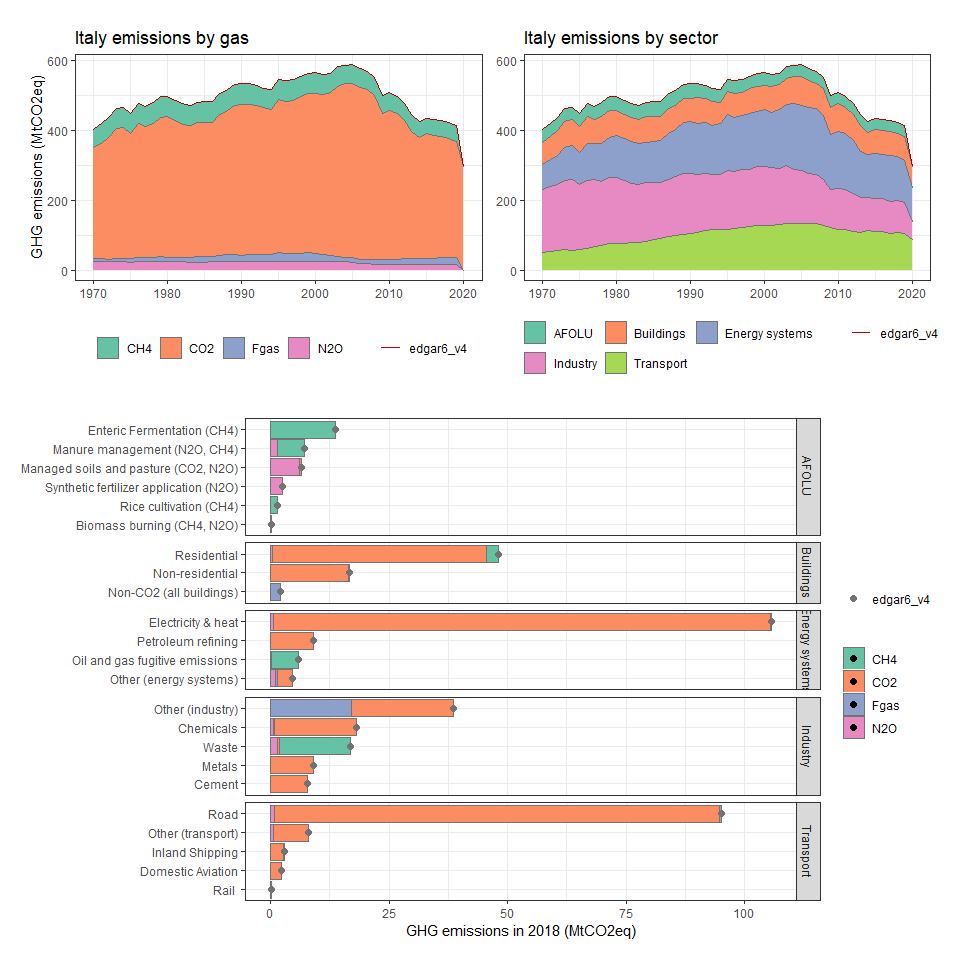 Italy emissions by gas
GHG emissions (MtCO2eq)
600
400
200
0
1970
1980
1990
2000
2010
2020
CH4
CO2
Fgas
N2O
edgar6_v4
Italy emissions by sector
600
400
200
0
1970
1980
1990
2000
2010
2020
AFOLU
Buildings
Energy systems
edgar6_v4
Industry
Transport
Enteric Fermentation (CH4)
Manure management (N2O, CH4)
Managed soils and pasture (CO2, N2O)
Synthetic fertilizer application (N2O)
Rice cultivation (CH4)
Biomass burning (CH4, N2O)
AFOLU
Residential
Non-residential
Non-CO2 (all buildings)
Buildings
Electricity & heat
Petroleum refining
Oil and gas fugitive emissions
Other (energy systems)
Energy systems
Other (industry)
Chemicals
Waste
Metals
Cement
Industry
Road
Other (transport)
Inland Shipping
Domestic Aviation
Rail
Transport
0
25
50
75
100
GHG emissions in 2018 (MtCO2eq)
edgar6_v4
CH4
CO2
Fgas
N2O